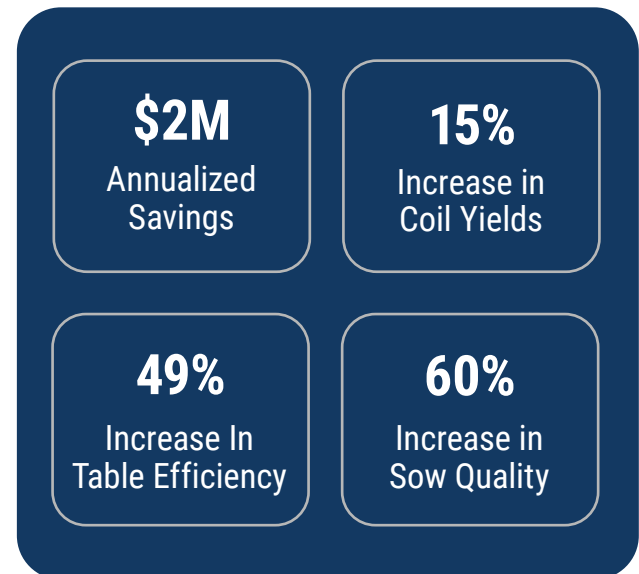 $2M
Annualized
Savings
15%
Increase in
Coil Yields
49%
Increase In
Table Efficiency
60%
Increase in
Sow Quality